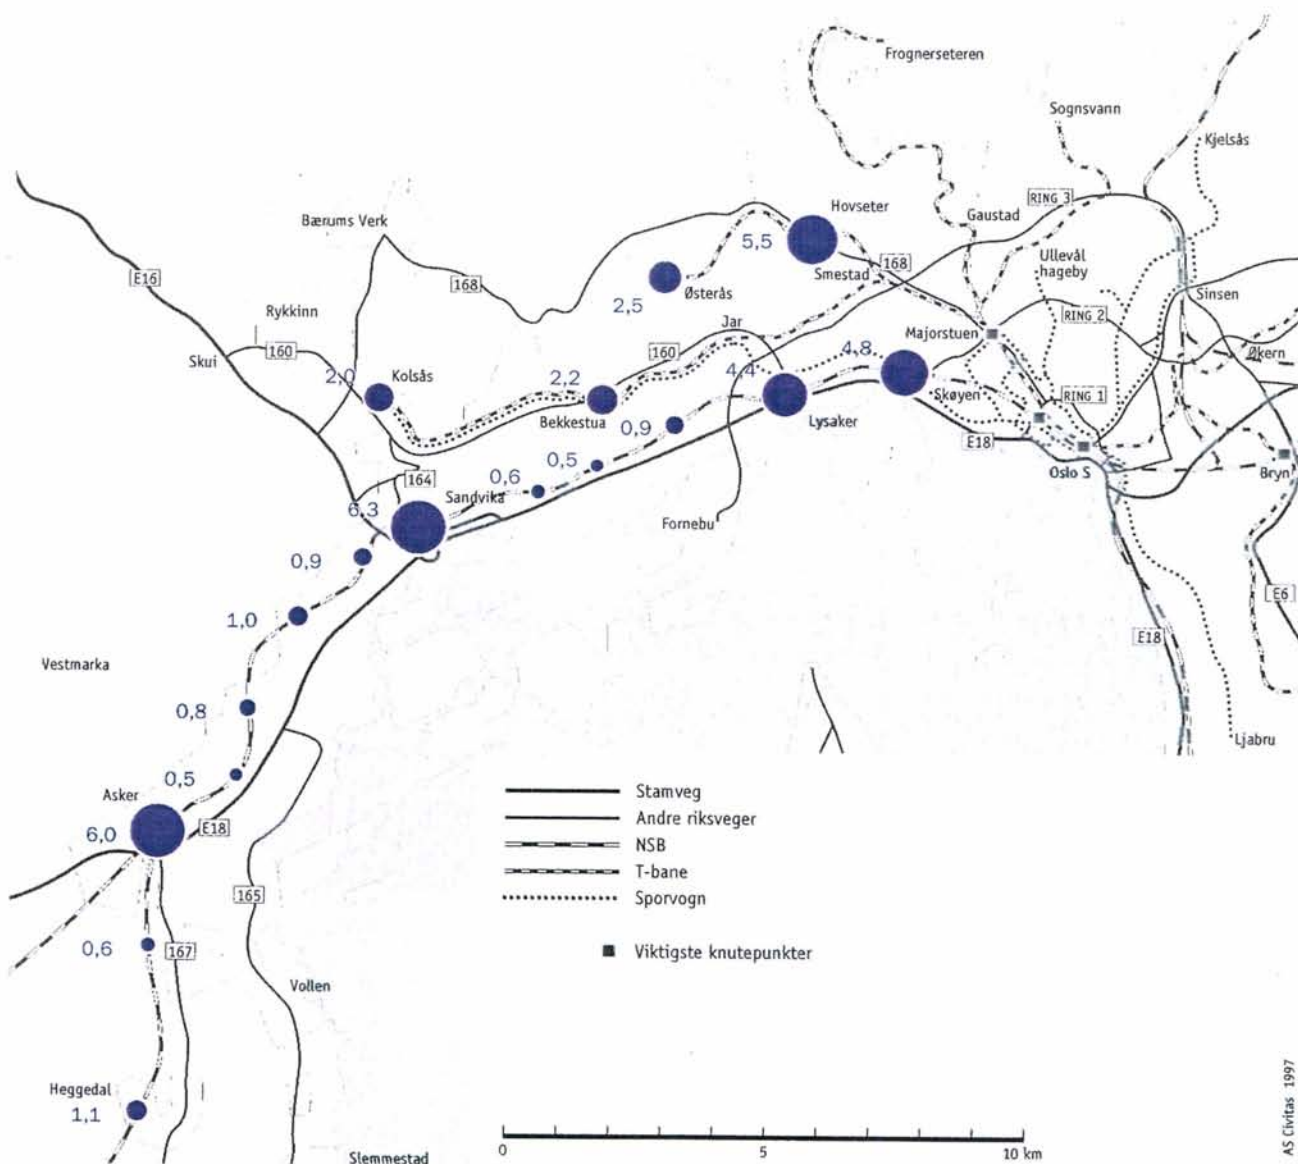 Frognerseteren
Sognsvann
Kjelsås
Hovseter
RING 3
Bærums Verk
5,5
Gaustad
Ullevål
hageby
E16
168
Smestad
168
Østerås
2,5
Sinsen
Rykkinn
Jar
Majorstuen
RING 2
Skui
160
160
4,8
Økern
2,0
Kolsås
2,2
4,4
Skøyen
RING 1
Bekkestua
0,9
Lysaker
E18
Oslo S
Bryn
164
0,6
0,5
Sandvika
6,3
Fornebu
0,9
E6
1,0
E18
Vestmarka
0,8
Ljabru
0,5
Asker
6,0
E18
Stamveg
Andre riksveger
NSB
T-bane
Sporvogn
165
0,6
167
Viktigste knutepunkter
Vollen
Heggedal
1,1
Slemmestad
0
5
10 km
AS Civitas 1997